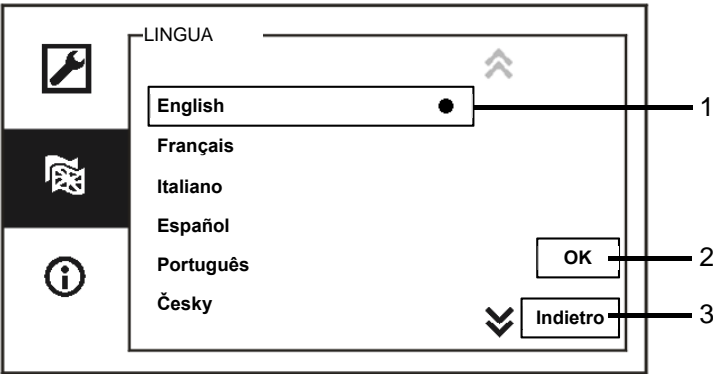 LINGUA
English
1
Français
Italiano
Español
Português
OK
2
Česky
Indietro
3